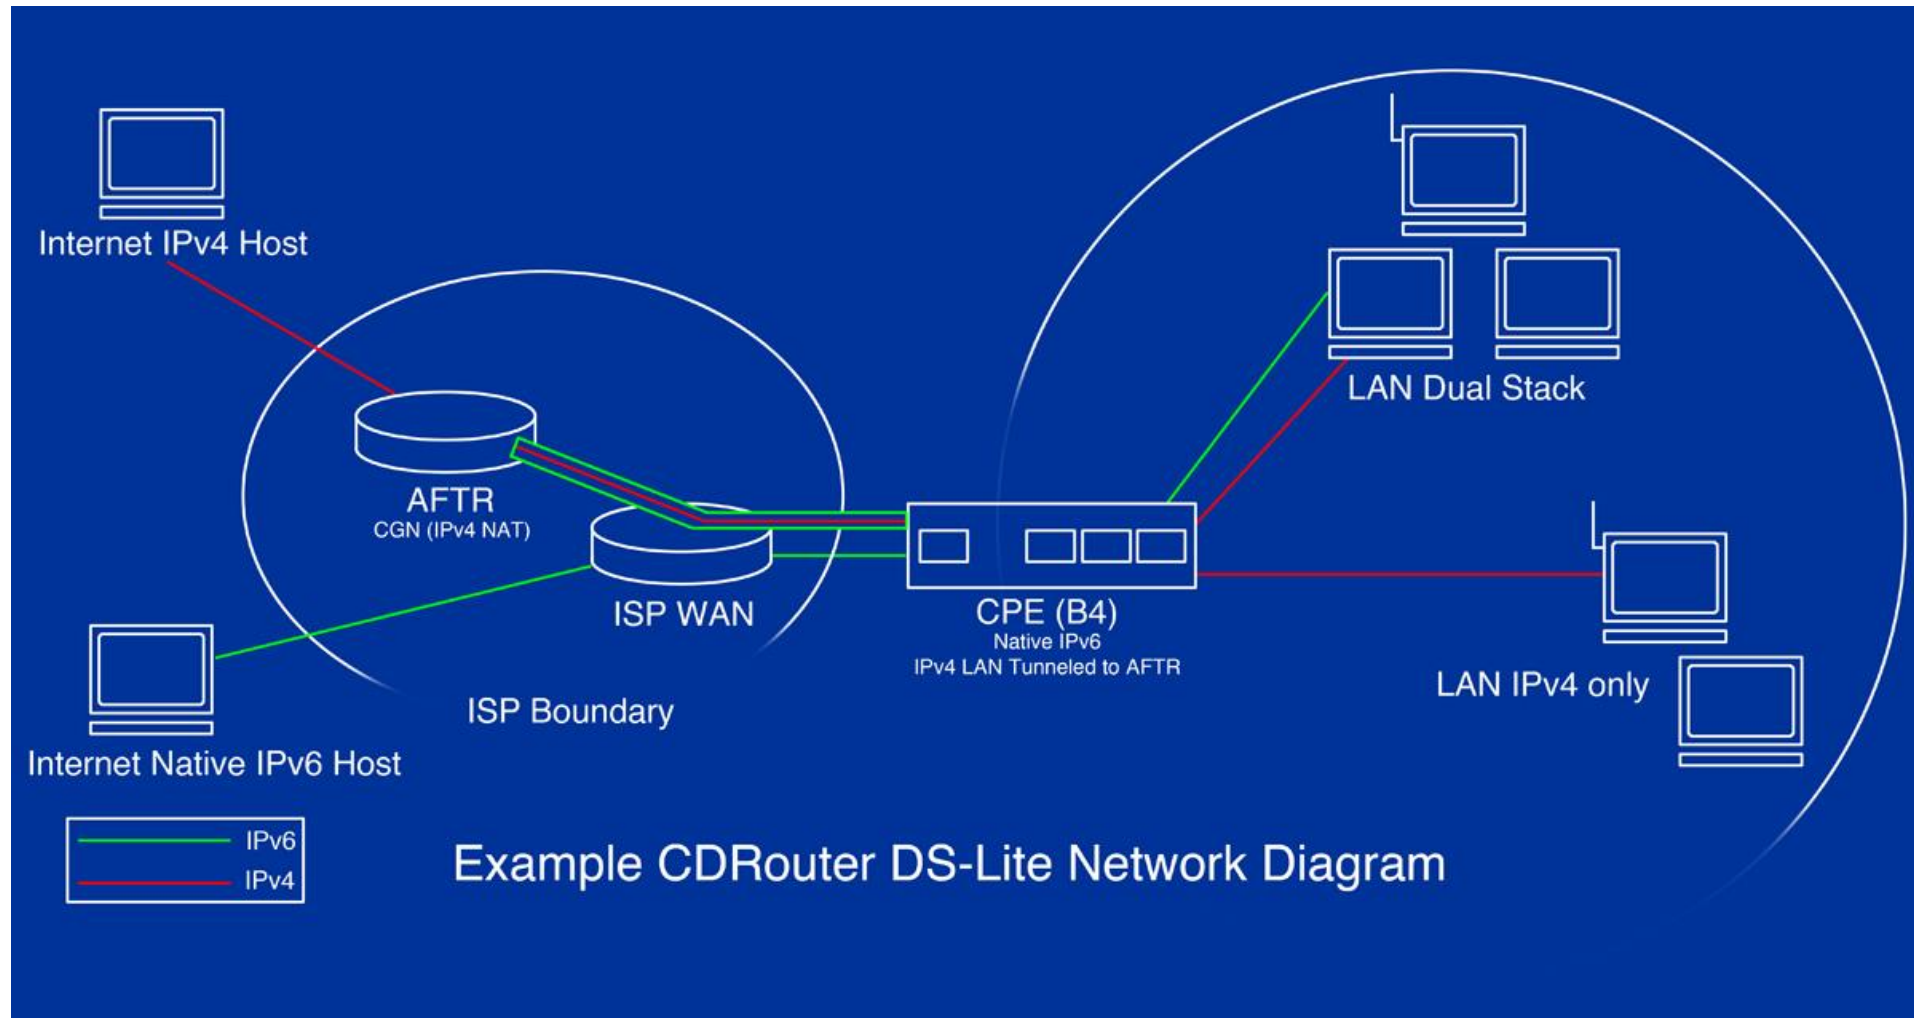 Internet IPv4 Host
LAN Dual Stack
AFTR
CGN (IPv4 NAT)
ISP WAN
CPE (B4)
Native IPv6
IPv4 LAN Tunneled to AFTR
LAN IPv4 only
ISP Boundary
Internet Native IPv6 Host
IPv6
IPv4
Example CDRouter DS-Lite Network Diagram